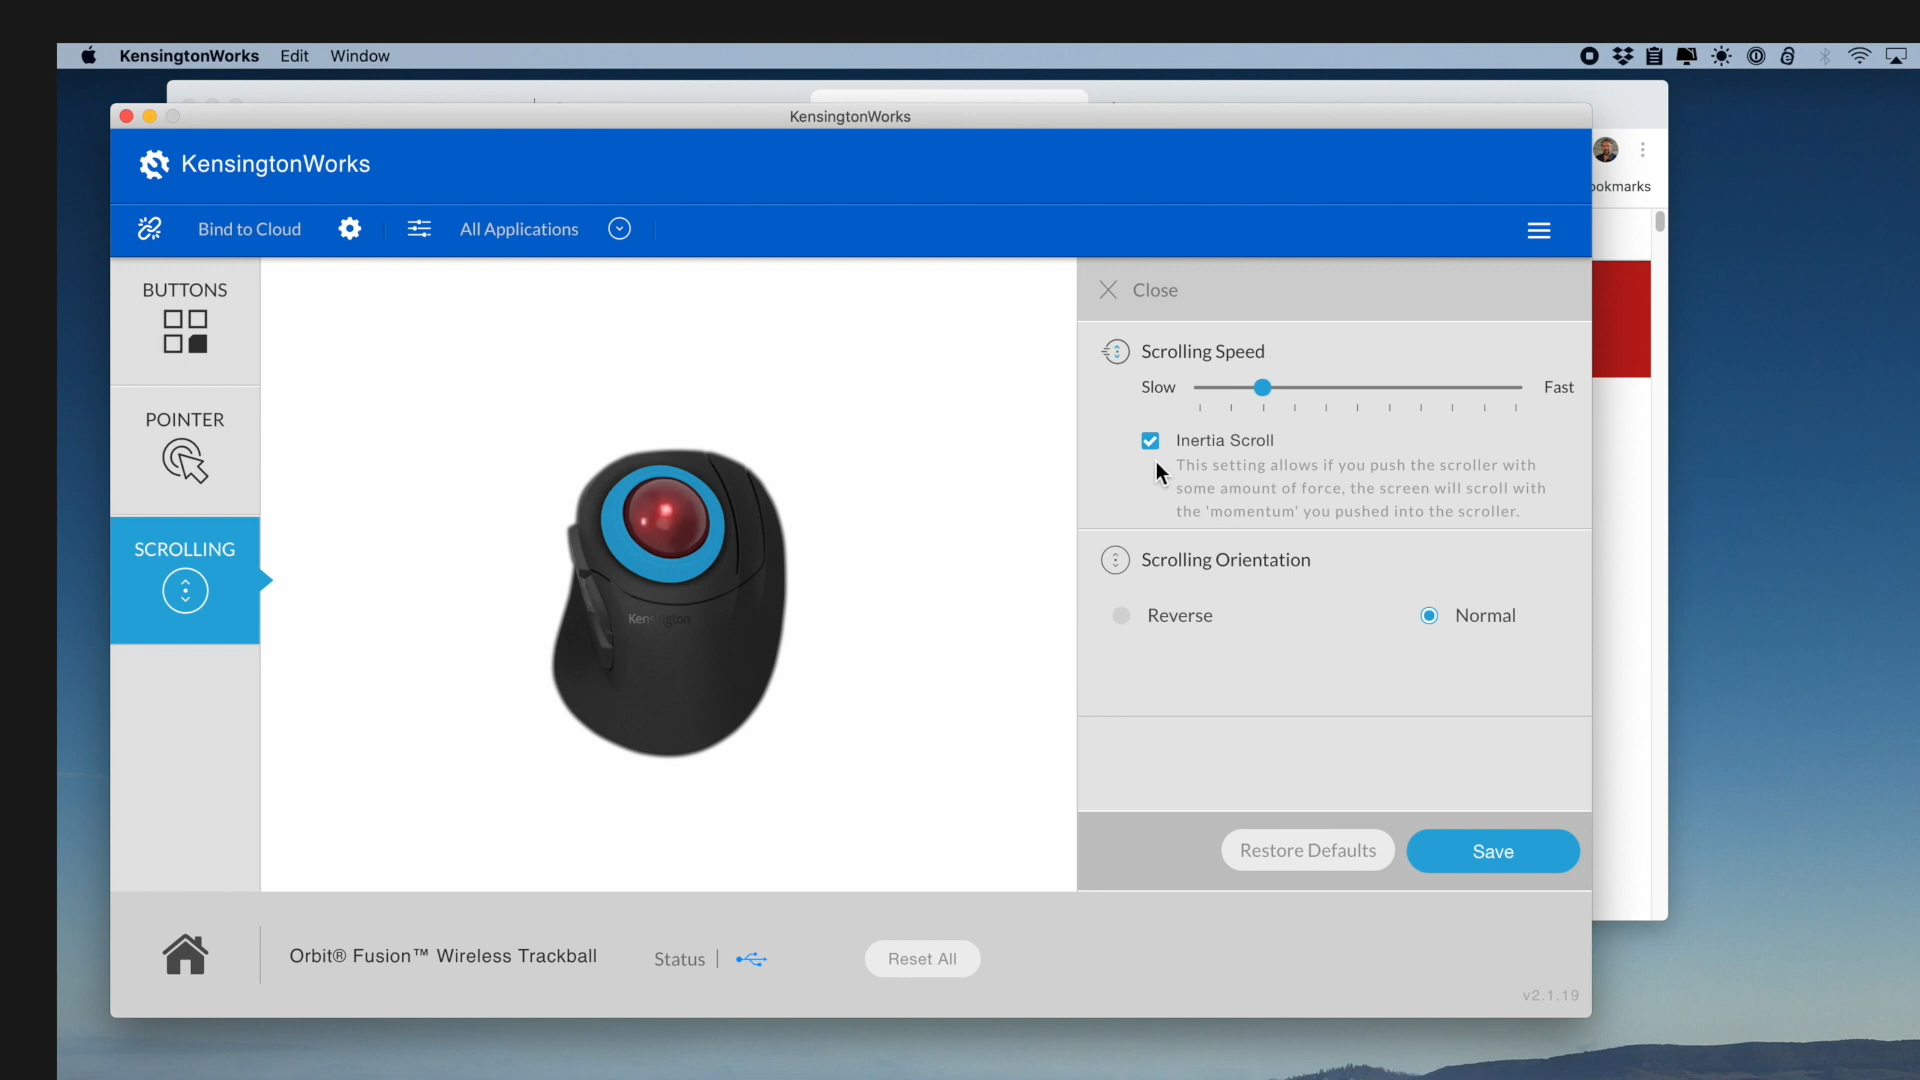 KensingtonWorks Edit Window
KensingtonWorks
KensingtonWorks
ookmarks
Bind to Cloud All Applications
BUTTONS
Close
Scrolling Speed
Slow Fast
POINTER
Inertia Scroll
This setting allows if you push the scroller with
some amount of force, the screen will scroll with
the 'momentum' you pushed into the scroller.
SCROLLING
Scrolling Orientation
Reverse Normal
Kensington
Restore Defaults Save
Orbit® Fusion™ Wireless Trackball Status | Reset All
v2.1.19